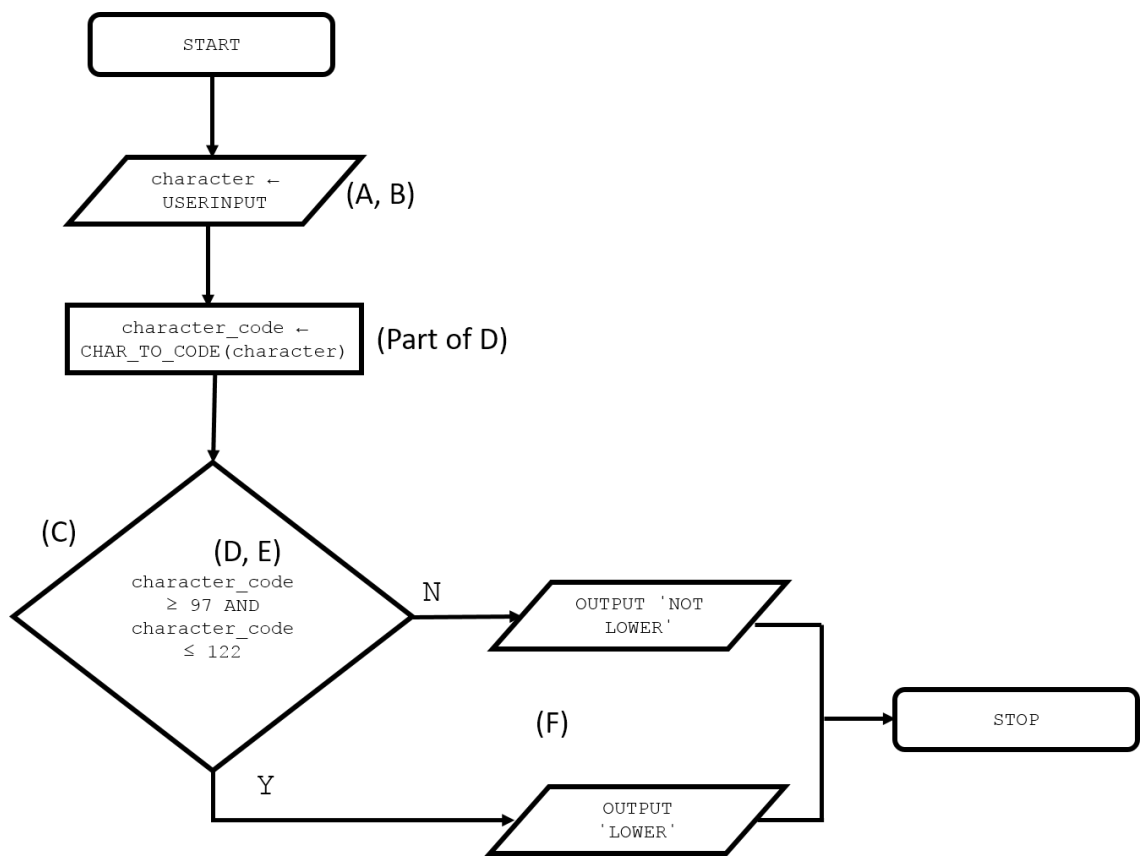 START
character ←
USERINPUT
(A, B)
character_code ←
CHAR_TO_CODE(character)
(Part of D)
(C)
(D, E)
character_code
≥ 97 AND
character_code
≤ 122
N
OUTPUT 'NOT
LOWER'
(F)
STOP
Y
OUTPUT
'LOWER'